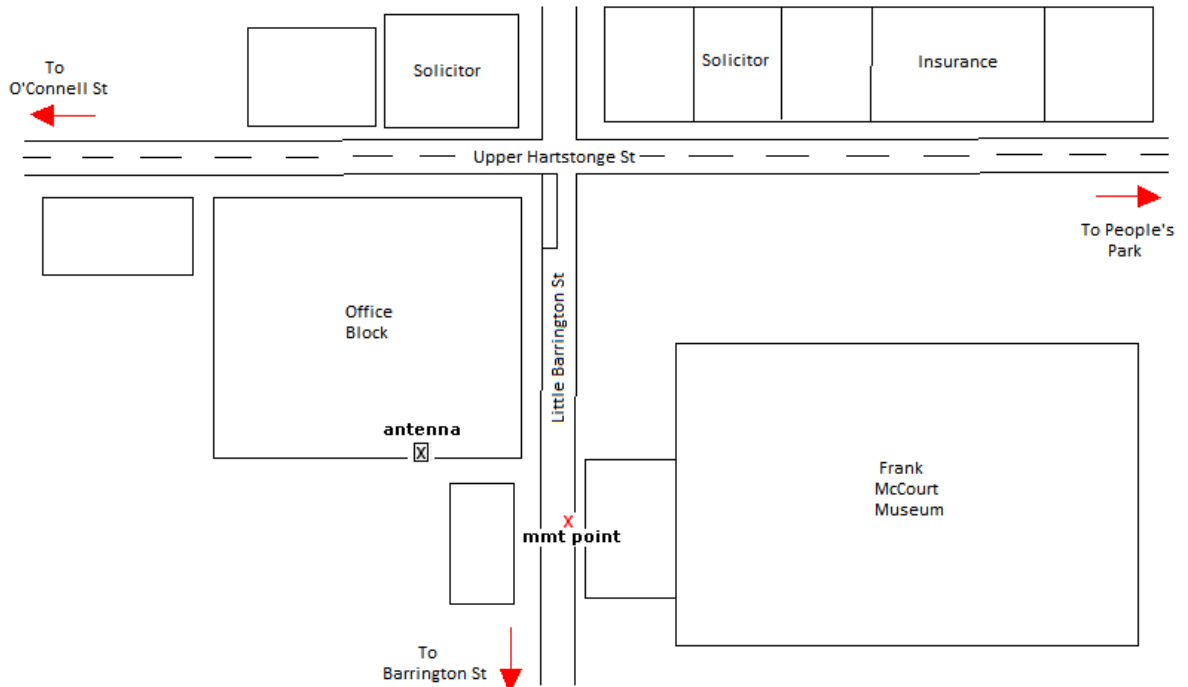 To
O'Connell St
Solicitor
Solicitor
Insurance
Upper Hartstonge St
To People's
Park
Office
Block
Little Barrington St
antenna
X
Frank
McCourt
Museum
X
mmt point
To
Barrington St